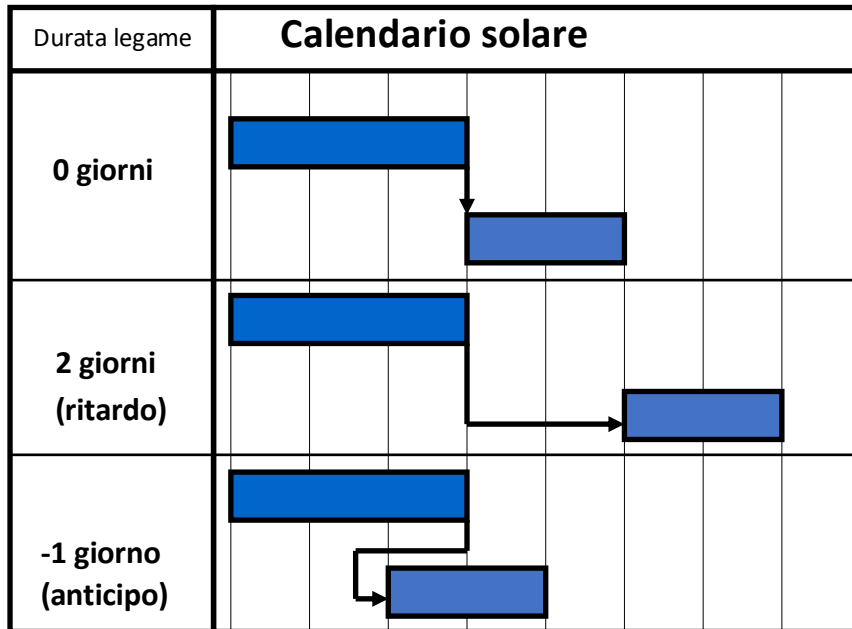 Durata legame
Calendario solare
0 giorni
2 giorni
(ritardo)
-1 giorno
(anticipo)